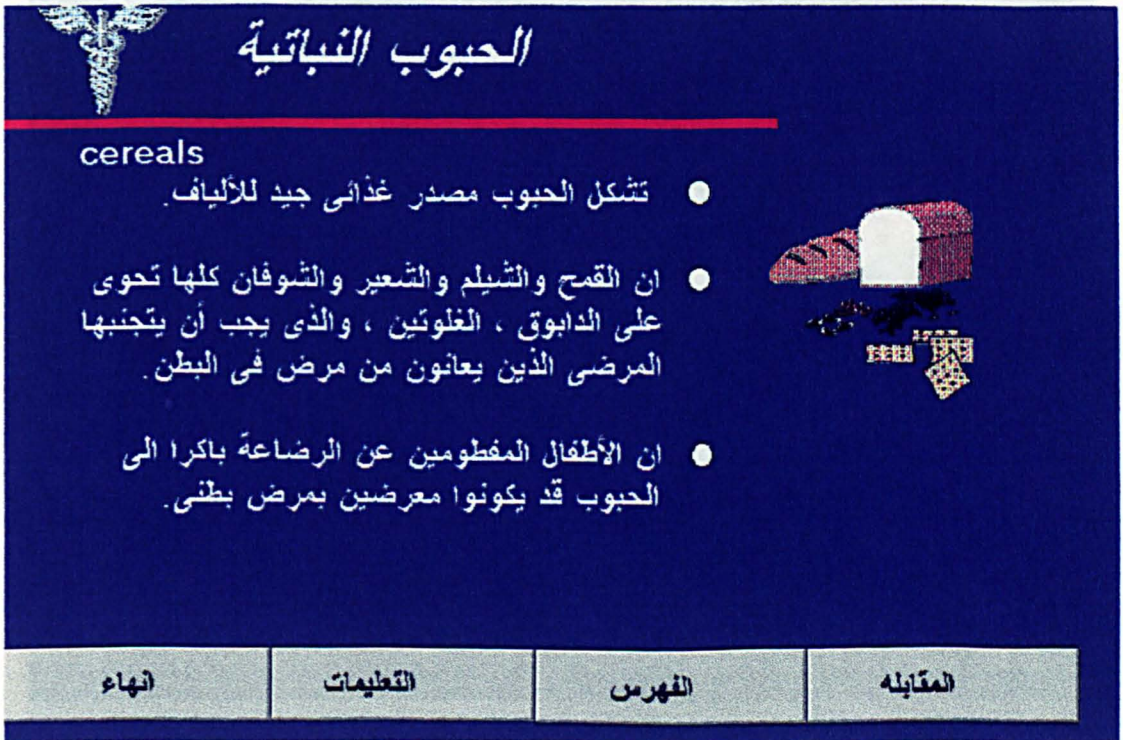 الحبوب النباتية
cereals
تشكل الحبوب مصدر غذائى جيد للألياف.
ان القمح والشيلم والشعير والشوفان كلها تحوى
على الدابوق ، الغلوتين ، والذى يجب أن يتجنبها
المرضى الذين يعانون من مرض فى البطن.
ان الأطفال المفطومين عن الرضاعة باكرا الى
الحبوب قد يكونوا معرضين بمرض بطنى.
المقابله
الفهرس
التعليمات
انهاء